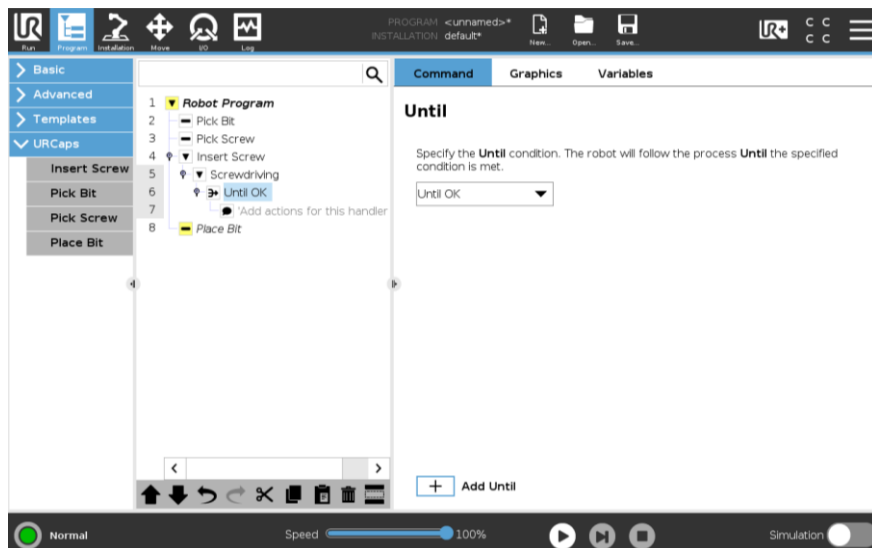 PROGRAM <unnamed>*
INSTALLATION default*
UR
Run
Program
Installation
Move
I/O
Log
New...
Open...
Save...
UR+
C C
C C
Basic
Advanced
Templates
URCaps
Insert Screw
Pick Bit
Pick Screw
Place Bit
1 Robot Program
2 Pick Bit
3 Pick Screw
4 Insert Screw
5 Screwdriving
6 Until OK
7 'Add actions for this handler
8 Place Bit
Command Graphics Variables
Until
Specify the Until condition. The robot will follow the process Until the specified
condition is met.
Until OK
+ Add Until
Normal
Speed 100%
Simulation